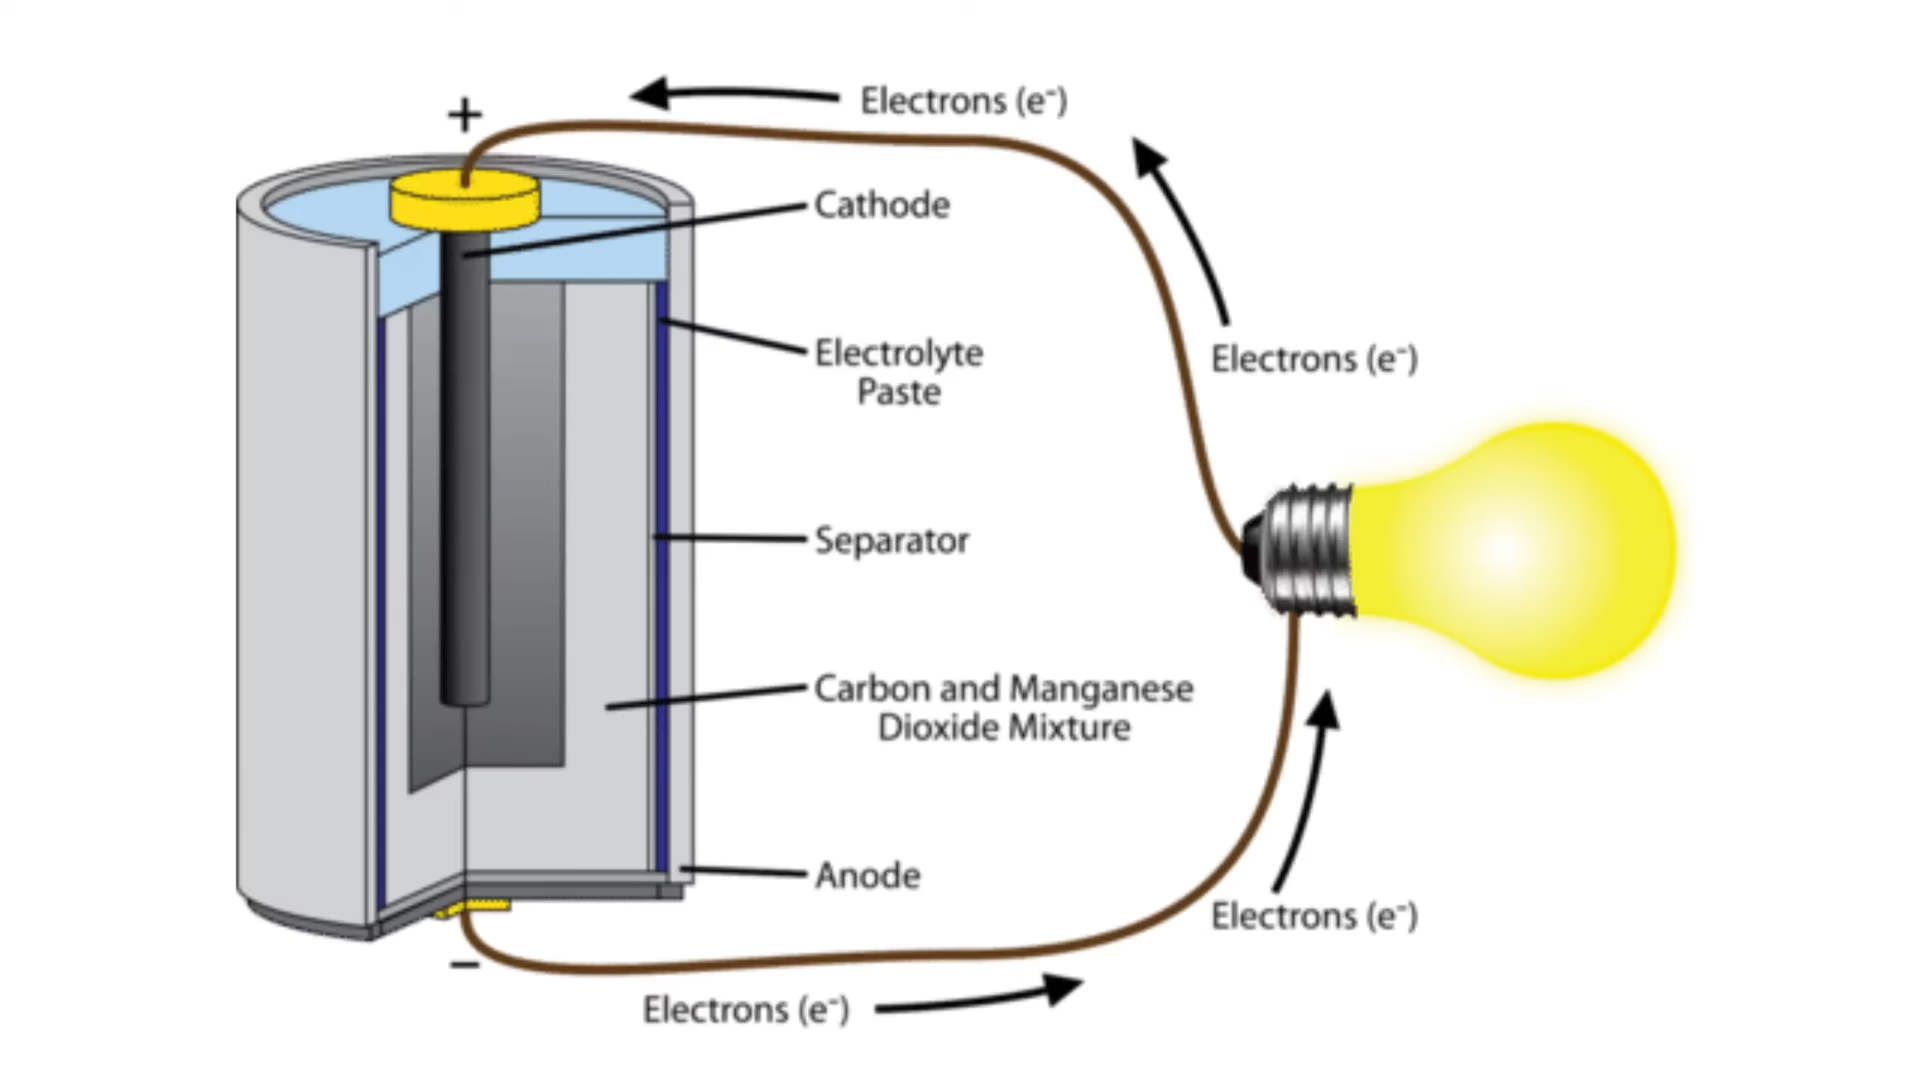 +
Electrons (e⁻)
Cathode
Electrolyte
Paste
Electrons (e⁻)
Separator
Carbon and Manganese
Dioxide Mixture
Anode
Electrons (e⁻)
−
Electrons (e⁻)